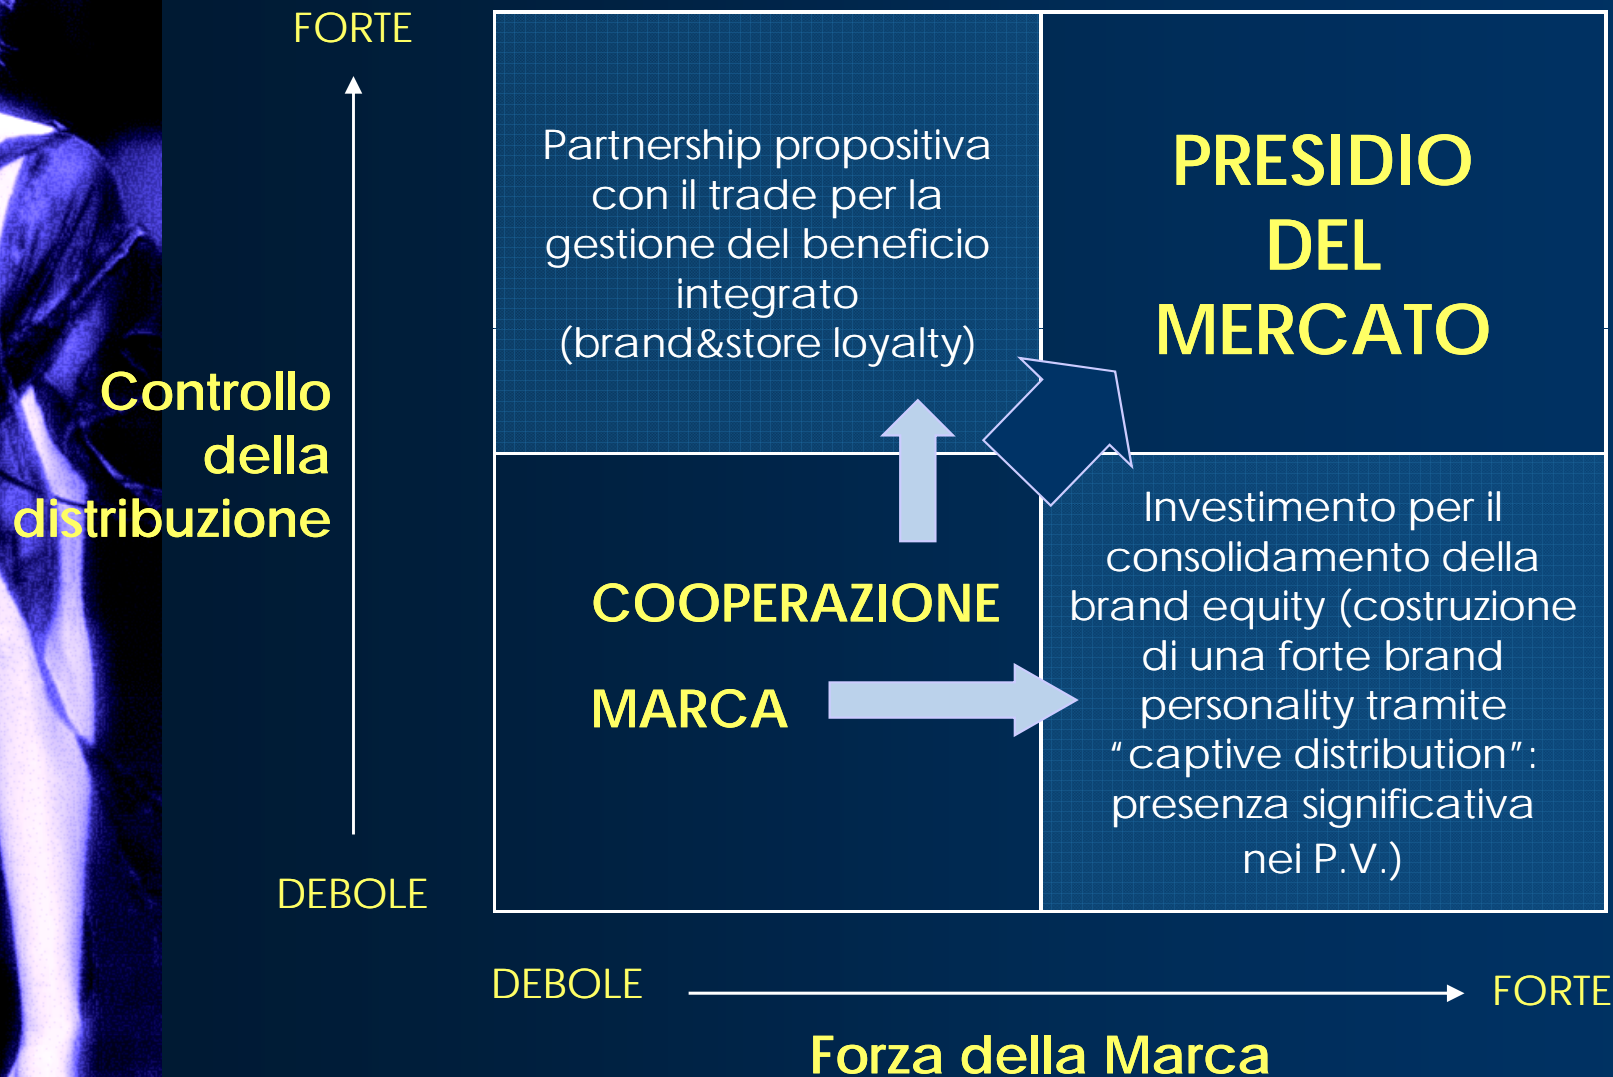 FORTE
Partnership propositiva
con il trade per la
gestione del beneficio
integrato
(brand&store loyalty)
PRESIDIO
DEL
MERCATO
Controllo
della
distribuzione
COOPERAZIONE
MARCA
Investimento per il
consolidamento della
brand equity (costruzione
di una forte brand
personality tramite
“captive distribution”:
presenza significativa
nei P.V.)
DEBOLE
DEBOLE
FORTE
Forza della Marca